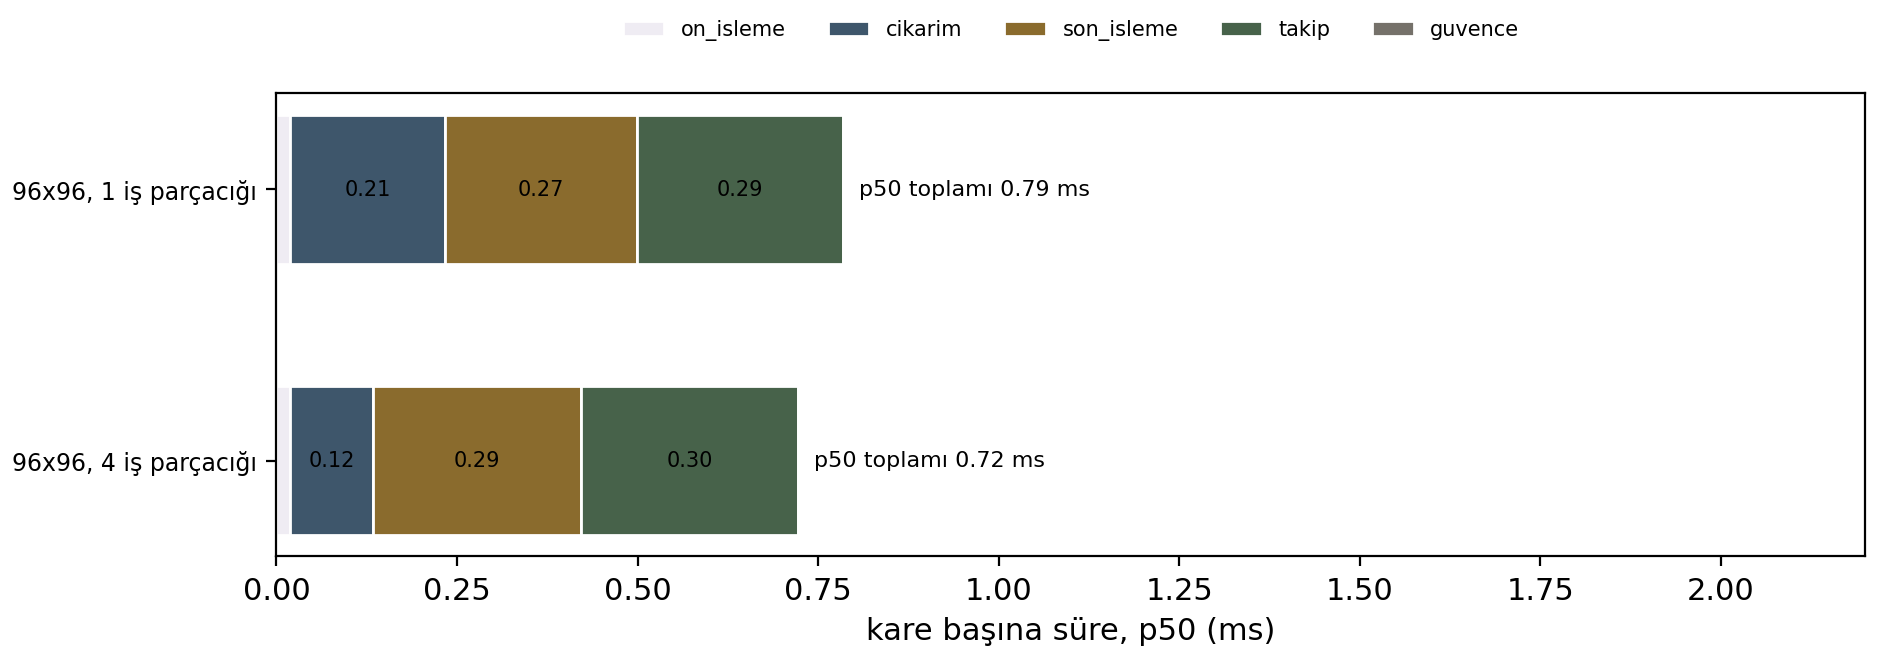 on_isleme cikarim son_isleme takip guvence
96x96, 1 iş parçacığı 0.21 0.27 0.29 p50 toplamı 0.79 ms
96x96, 4 iş parçacığı 0.12 0.29 0.30 p50 toplamı 0.72 ms
0.00 0.25 0.50 0.75 1.00 1.25 1.50 1.75 2.00
kare başına süre, p50 (ms)